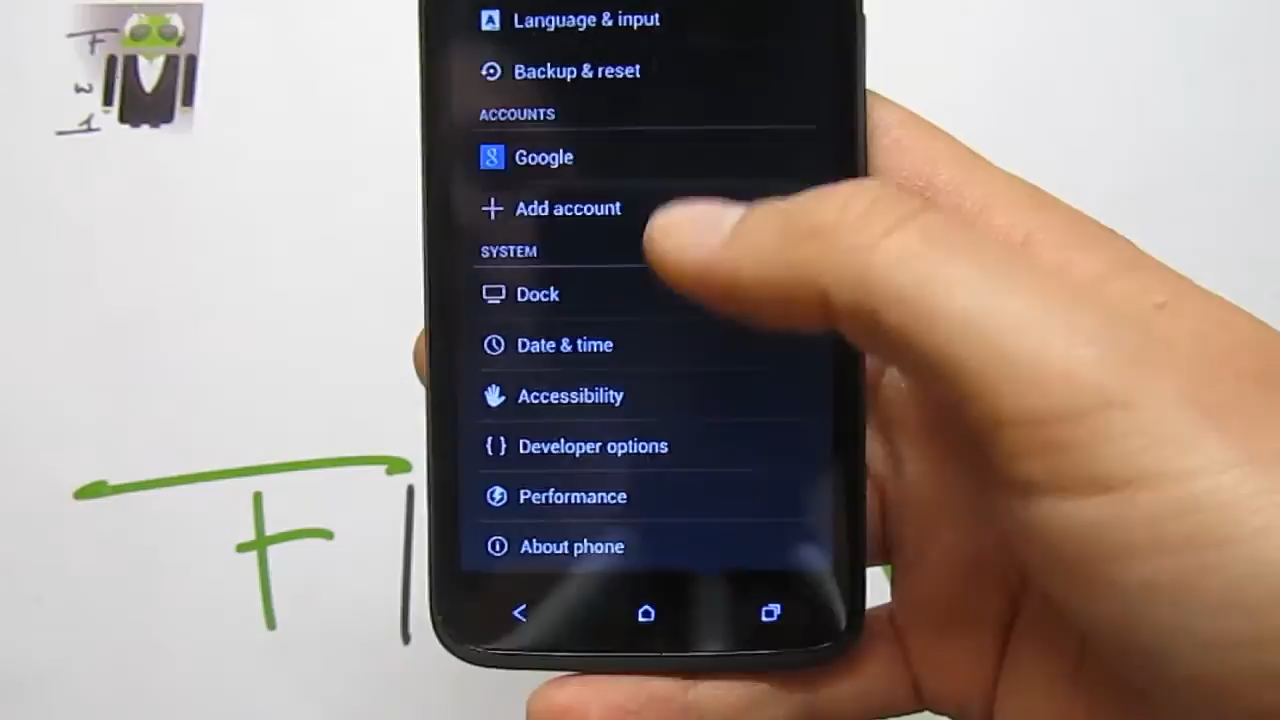 Language & input
Backup & reset
ACCOUNTS
Google
Add account
SYSTEM
Dock
Date & time
Accessibility
Developer options
Performance
About phone
F